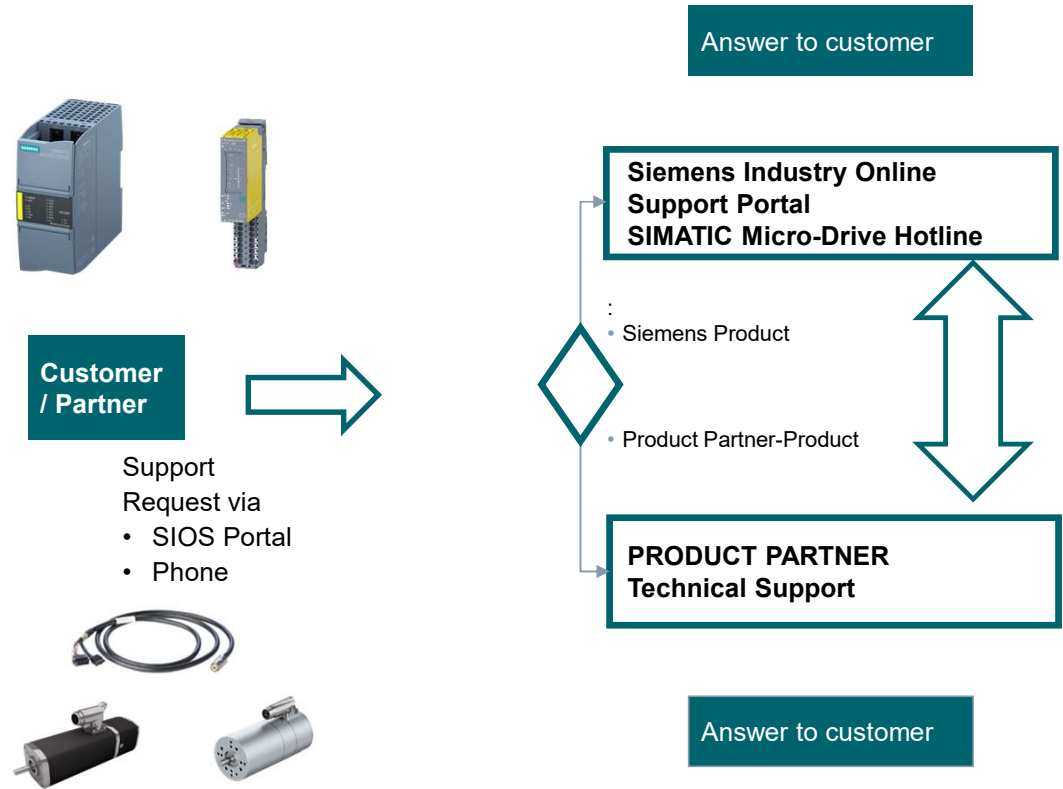 Answer to customer
SIEMENS
Siemens Industry Online
Support Portal
SIMATIC Micro-Drive Hotline
:
• Siemens Product
Customer
/ Partner
• Product Partner-Product
Support
Request via
• SIOS Portal
• Phone
PRODUCT PARTNER
Technical Support
Answer to customer